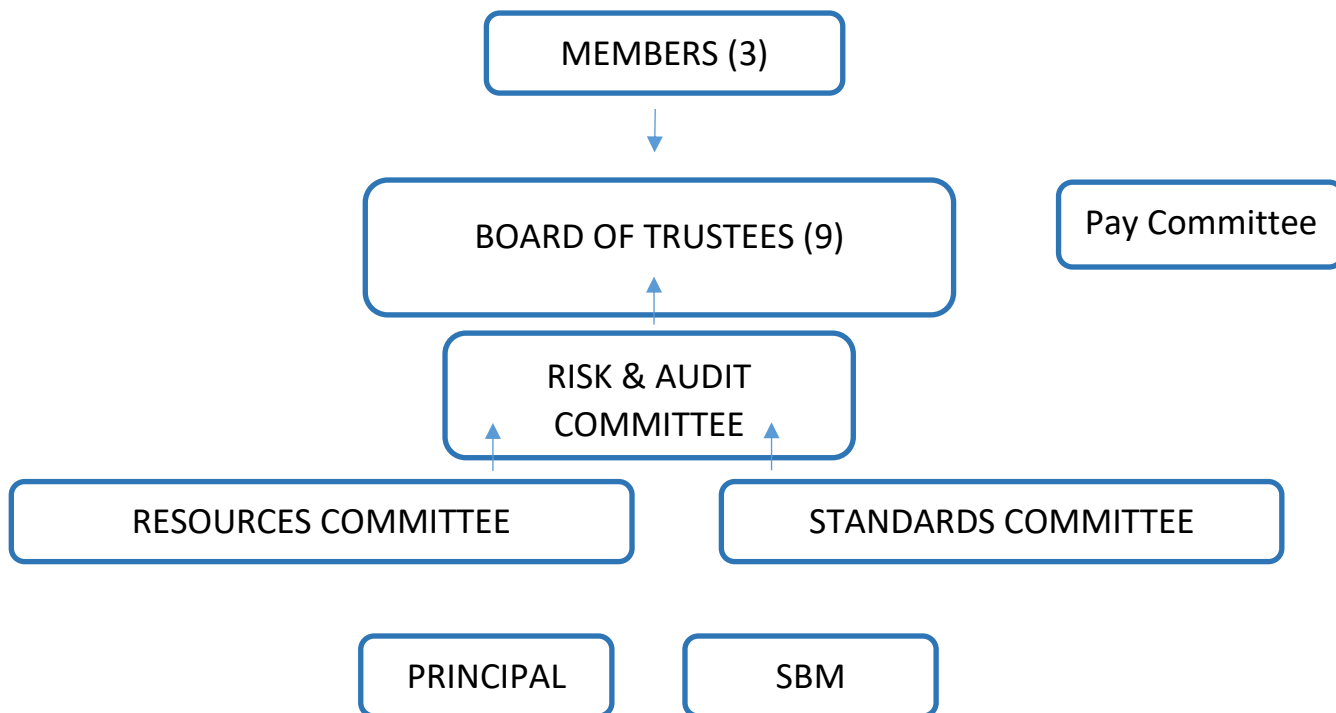 MEMBERS (3)
BOARD OF TRUSTEES (9)
Pay Committee
RISK & AUDIT
COMMITTEE
RESOURCES COMMITTEE
STANDARDS COMMITTEE
PRINCIPAL
SBM